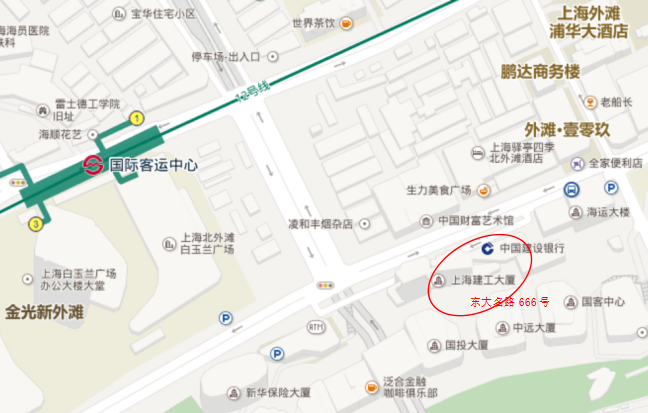 宝华住宅小区
世界茶饮
上海外滩
浦华大酒店
海海员医院
停车场-出入口
鹏达商务楼
雷士德工学院
旧址
12号线
老船长
1
海顺花艺
外滩·壹零玖
上海驿亭四季
北外滩酒店
全家便利店
国际客运中心
生力美食广场
P
3
凌和丰烟杂店
中国财富艺术馆
海运大楼
上海北外滩
白玉兰广场
中国建设银行
上海白玉兰广场
办公大楼大堂
上海建工大厦
东大名路 666 号
国客中心
金光新外滩
P
ATM
中远大厦
国投大厦
P
泛合金融
咖啡俱乐部
新华保险大厦